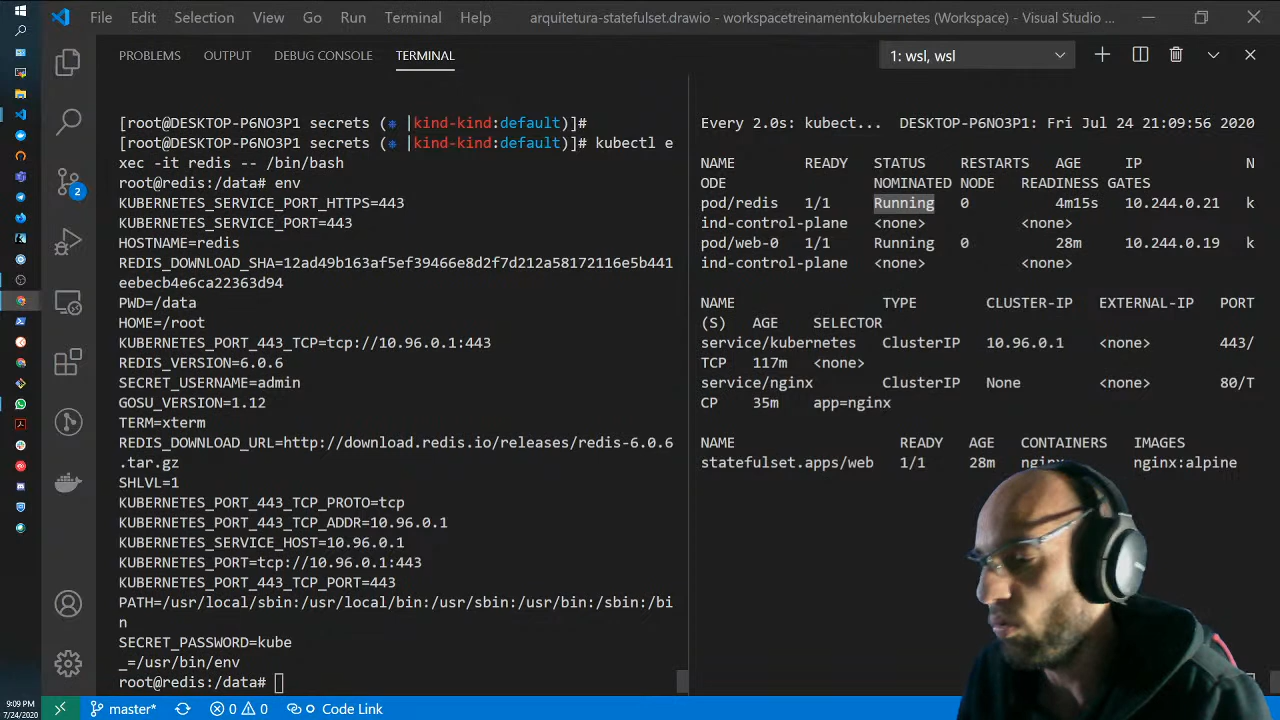 File Edit Selection View Go Run Terminal Help arquitetura-statefulset.drawio - workspacetreinamentokubernetes (Workspace) - Visual Studio ...
PROBLEMS OUTPUT DEBUG CONSOLE TERMINAL 1: wsl, wsl
[root@DESKTOP-P6NO3P1 secrets (⎈ |kind-kind:default)]#
[root@DESKTOP-P6NO3P1 secrets (⎈ |kind-kind:default)]# kubectl e
xec -it redis -- /bin/bash
root@redis:/data# env
KUBERNETES_SERVICE_PORT_HTTPS=443
KUBERNETES_SERVICE_PORT=443
HOSTNAME=redis
REDIS_DOWNLOAD_SHA=12ad49b163af5ef39466e8d2f7d212a58172116e5b441
eebecb4e6ca22363d94
PWD=/data
HOME=/root
KUBERNETES_PORT_443_TCP=tcp://10.96.0.1:443
REDIS_VERSION=6.0.6
SECRET_USERNAME=admin
GOSU_VERSION=1.12
TERM=xterm
REDIS_DOWNLOAD_URL=http://download.redis.io/releases/redis-6.0.6
.tar.gz
SHLVL=1
KUBERNETES_PORT_443_TCP_PROTO=tcp
KUBERNETES_PORT_443_TCP_ADDR=10.96.0.1
KUBERNETES_SERVICE_HOST=10.96.0.1
KUBERNETES_PORT=tcp://10.96.0.1:443
KUBERNETES_PORT_443_TCP_PORT=443
PATH=/usr/local/sbin:/usr/local/bin:/usr/sbin:/usr/bin:/sbin:/bi
n
SECRET_PASSWORD=kube
_=/usr/bin/env
root@redis:/data#
Every 2.0s: kubect... DESKTOP-P6NO3P1: Fri Jul 24 21:09:56 2020
NAME READY STATUS RESTARTS AGE IP N
ODE NOMINATED NODE READINESS GATES
pod/redis 1/1 Running 0 4m15s 10.244.0.21 k
ind-control-plane <none> <none>
pod/web-0 1/1 Running 0 28m 10.244.0.19 k
ind-control-plane <none> <none>
NAME TYPE CLUSTER-IP EXTERNAL-IP PORT
(S) AGE SELECTOR
service/kubernetes ClusterIP 10.96.0.1 <none> 443/
TCP 117m <none>
service/nginx ClusterIP None <none> 80/T
CP 35m app=nginx
NAME READY AGE CONTAINERS IMAGES
statefulset.apps/web 1/1 28m nginx nginx:alpine
2
master* 0 0 Code Link
9:09 PM
7/24/2020